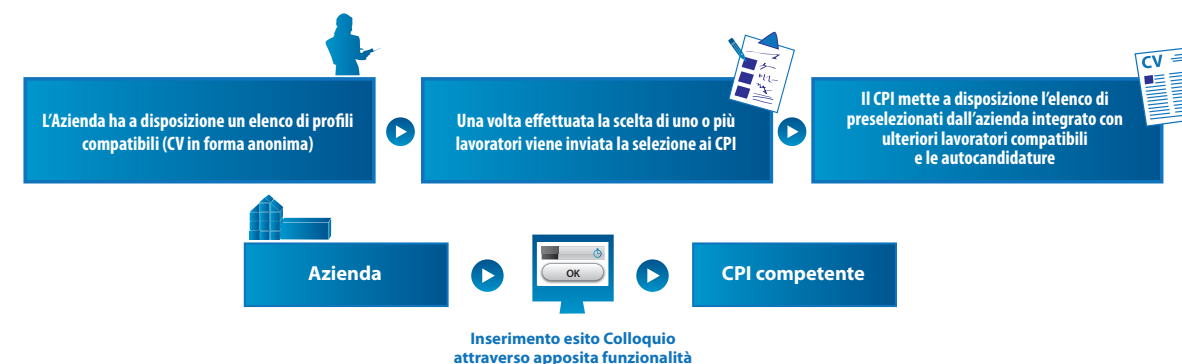 L'Azienda ha a disposizione un elenco di profili
compatibili (CV in forma anonima)
Una volta effettuata la scelta di uno o più
lavoratori viene inviata la selezione ai CPI
CV
Il CPI mette a disposizione l'elenco di
preselezionati dall'azienda integrato con
ulteriori lavoratori compatibili
e le autocandidature
Azienda
OK
CPI competente
Inserimento esito Colloquio
attraverso apposita funzionalità